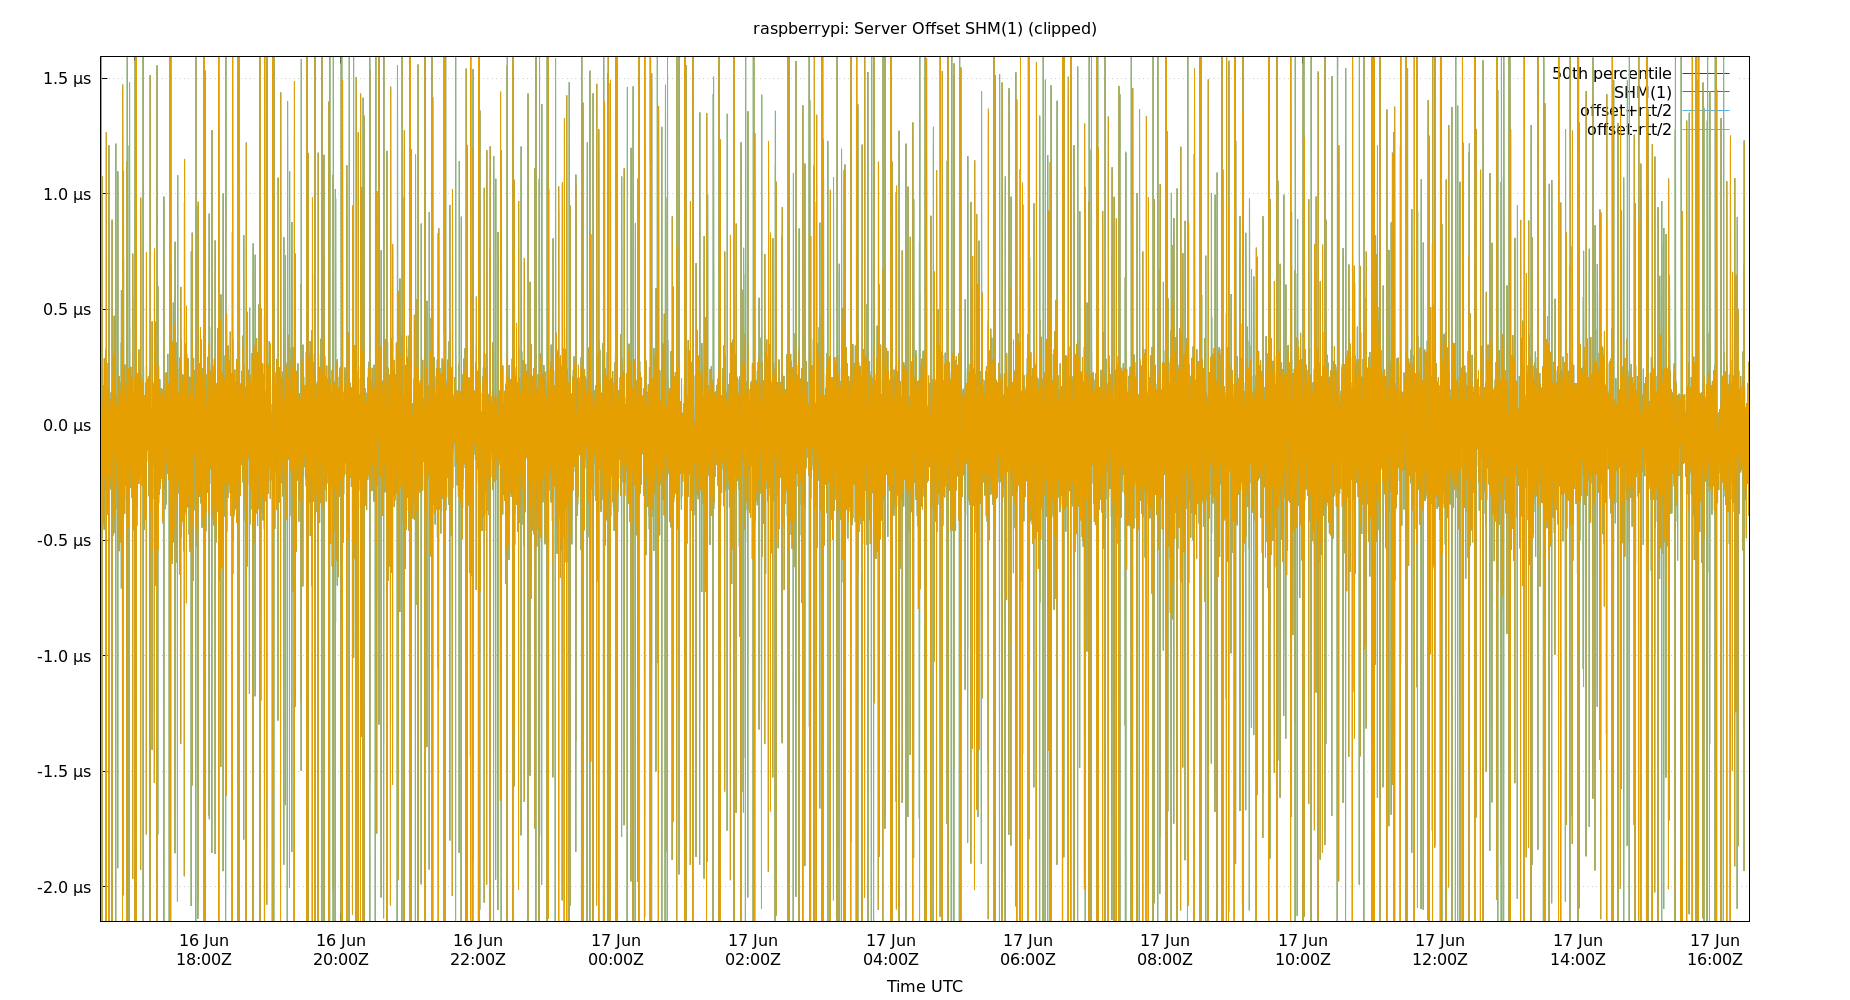 raspberrypi: Server Offset SHM(1) (clipped)
50th percentile
SHM(1)
offset+rtt/2
offset-rtt/2
1.5 µs
1.0 µs
0.5 µs
0.0 µs
-0.5 µs
-1.0 µs
-1.5 µs
-2.0 µs
16 Jun 16 Jun 16 Jun 17 Jun 17 Jun 17 Jun 17 Jun 17 Jun 17 Jun 17 Jun 17 Jun 17 Jun
18:00Z 20:00Z 22:00Z 00:00Z 02:00Z 04:00Z 06:00Z 08:00Z 10:00Z 12:00Z 14:00Z 16:00Z
Time UTC